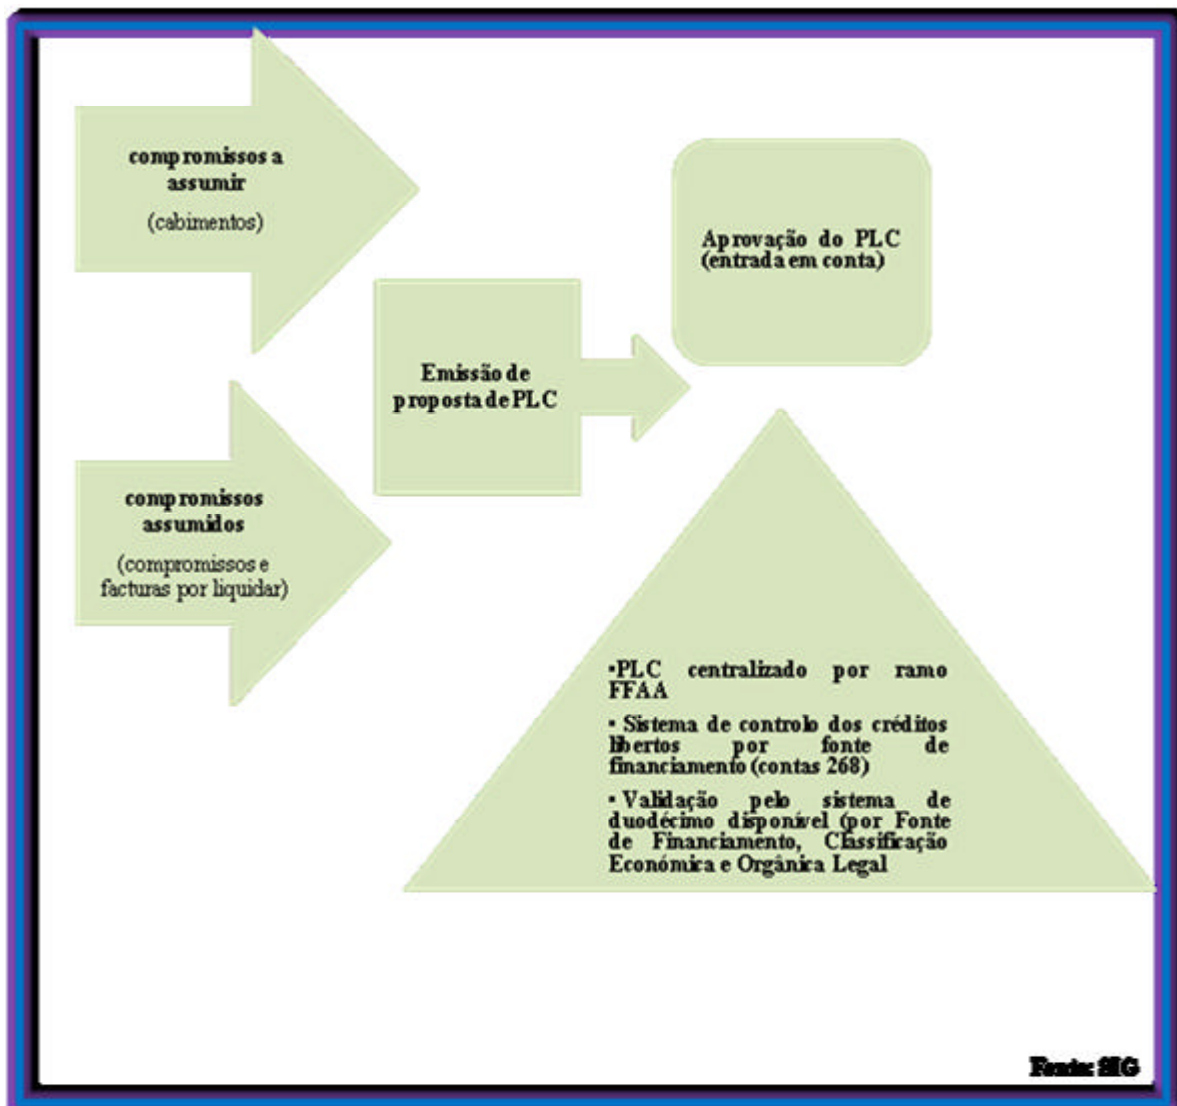 compromissos a
assumir
(cabimentos)
Aprovação do PLC
(entrada em conta)
Emissão de
proposta de PLC
compromissos
assumidos
(compromissos e
facturas por liquidar)
•PLC centralizado por ramo
FFAA
• Sistema de controlo dos créditos
libertos por fonte de
financiamento (contas 268)
• Validação pelo sistema de
duodécimo disponível (por Fonte
de Financiamento, Classificação
Económica e Orgânica Legal
Fonte: SIG